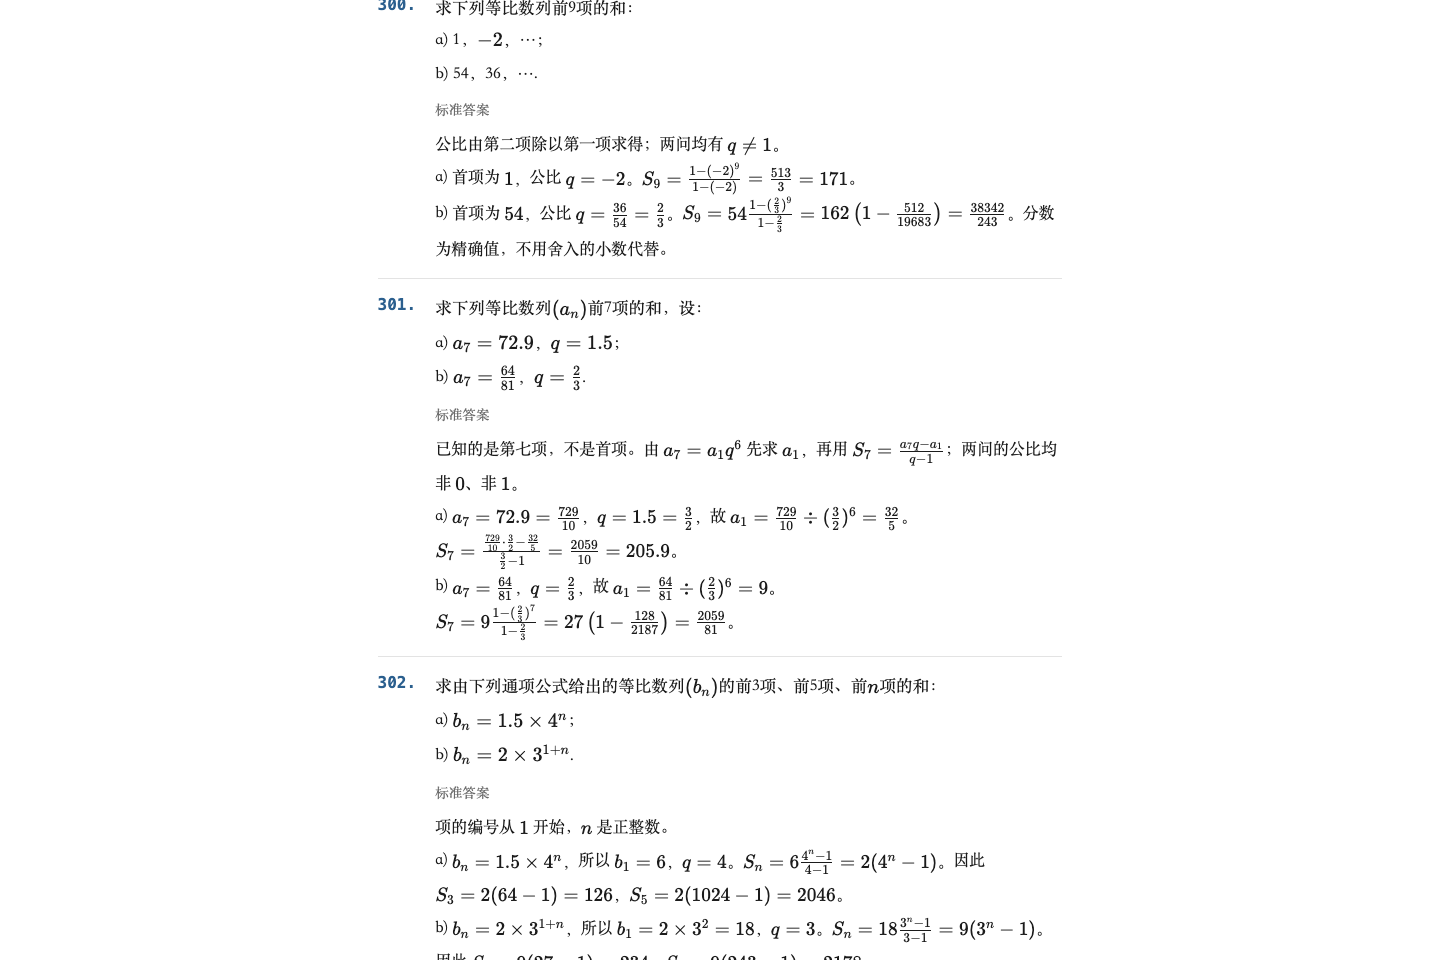 300. 求下列等比数列前9项的和：
a) 1，−2，⋯；
b) 54，36，⋯.
标准答案
公比由第二项除以第一项求得；两问均有 q ≠ 1。
a) 首项为 1，公比 q = −2。S₉ = (1−(−2)⁹)/(1−(−2)) = 513/3 = 171。
b) 首项为 54，公比 q = 36/54 = 2/3。S₉ = 54 (1−(2/3)⁹)/(1−2/3) = 162 (1 − 512/19683) = 38342/243。分数
为精确值，不用舍入的小数代替。
301. 求下列等比数列(aₙ)前7项的和，设：
a) a₇ = 72.9，q = 1.5；
b) a₇ = 64/81，q = 2/3.
标准答案
已知的是第七项，不是首项。由 a₇ = a₁q⁶ 先求 a₁，再用 S₇ = (a₇q−a₁)/(q−1)；两问的公比均
非 0、非 1。
a) a₇ = 72.9 = 729/10，q = 1.5 = 3/2，故 a₁ = 729/10 ÷ (3/2)⁶ = 32/5。
S₇ = (729/10·3/2−32/5)/(3/2−1) = 2059/10 = 205.9。
b) a₇ = 64/81，q = 2/3，故 a₁ = 64/81 ÷ (2/3)⁶ = 9。
S₇ = 9 (1−(2/3)⁷)/(1−2/3) = 27 (1 − 128/2187) = 2059/81。
302. 求由下列通项公式给出的等比数列(bₙ)的前3项、前5项、前n项的和：
a) bₙ = 1.5 × 4ⁿ；
b) bₙ = 2 × 3¹⁺ⁿ.
标准答案
项的编号从 1 开始，n 是正整数。
a) bₙ = 1.5 × 4ⁿ，所以 b₁ = 6，q = 4。Sₙ = 6 (4ⁿ−1)/(4−1) = 2(4ⁿ − 1)。因此
S₃ = 2(64 − 1) = 126，S₅ = 2(1024 − 1) = 2046。
b) bₙ = 2 × 3¹⁺ⁿ，所以 b₁ = 2 × 3² = 18，q = 3。Sₙ = 18 (3ⁿ−1)/(3−1) = 9(3ⁿ − 1)。